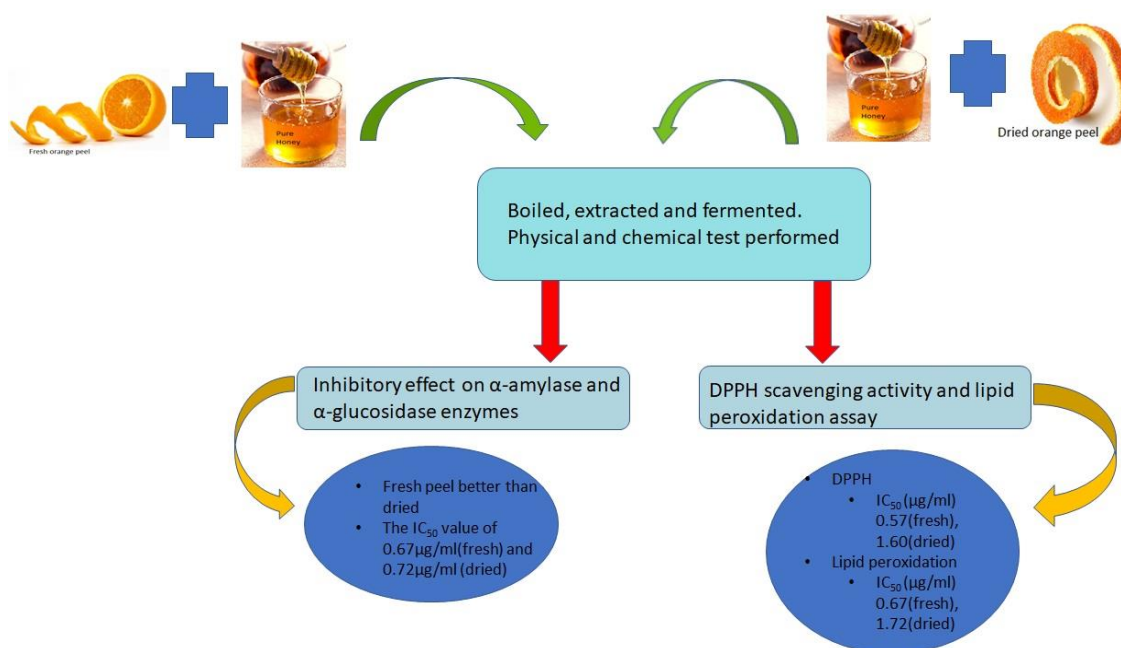 Fresh orange peel
Pure
Honey
Pure
Honey
Dried orange peel
Boiled, extracted and fermented.
Physical and chemical test performed
Inhibitory effect on α-amylase and
α-glucosidase enzymes
DPPH scavenging activity and lipid
peroxidation assay
• Fresh peel better than
dried
• The IC₅₀ value of
0.67µg/ml(fresh) and
0.72µg/ml (dried)
• DPPH
• IC₅₀(µg/ml)
0.57(fresh),
1.60(dried)
• Lipid peroxidation
• IC₅₀(µg/ml)
0.67(fresh),
1.72(dried)